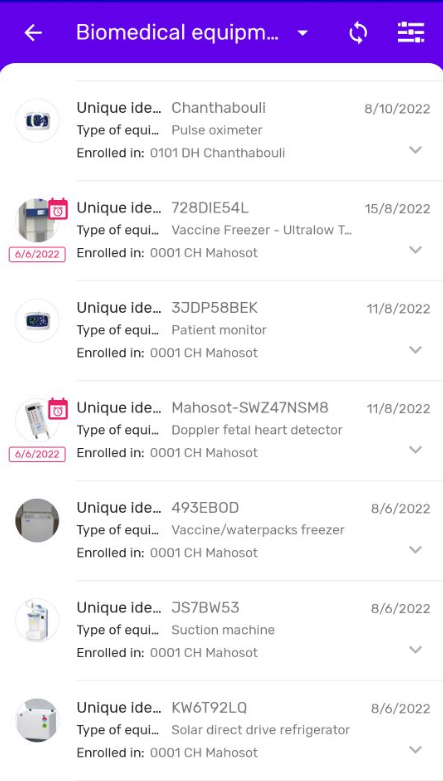 Biomedical equipm...
Unique ide... Chanthabouli 8/10/2022
Type of equi... Pulse oximeter
Enrolled in: 0101 DH Chanthabouli
Unique ide... 728DIE54L 15/8/2022
Type of equi... Vaccine Freezer - Ultralow T...
6/6/2022 Enrolled in: 0001 CH Mahosot
Unique ide... 3JDP58BEK 11/8/2022
Type of equi... Patient monitor
Enrolled in: 0001 CH Mahosot
Unique ide... Mahosot-SWZ47NSM8 11/8/2022
Type of equi... Doppler fetal heart detector
6/6/2022 Enrolled in: 0001 CH Mahosot
Unique ide... 493EBOD 8/6/2022
Type of equi... Vaccine/waterpacks freezer
Enrolled in: 0001 CH Mahosot
Unique ide... JS7BW53 8/6/2022
Type of equi... Suction machine
Enrolled in: 0001 CH Mahosot
Unique ide... KW6T92LQ 8/6/2022
Type of equi... Solar direct drive refrigerator
Enrolled in: 0001 CH Mahosot